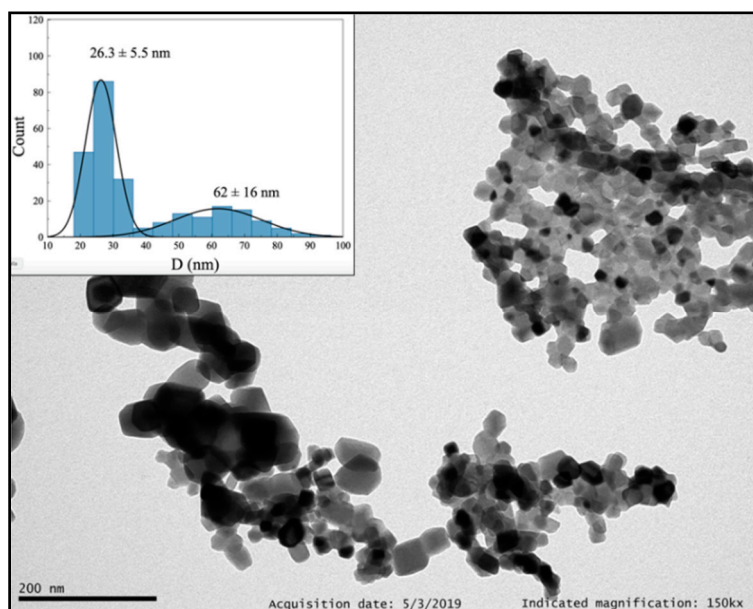 120
100
80
60
40
20
0
Count
26.3 ± 5.5 nm
62 ± 16 nm
10 20 30 40 50 60 70 80 90 100
D (nm)
200 nm
Acquisition date: 5/3/2019
Indicated magnification: 150kx